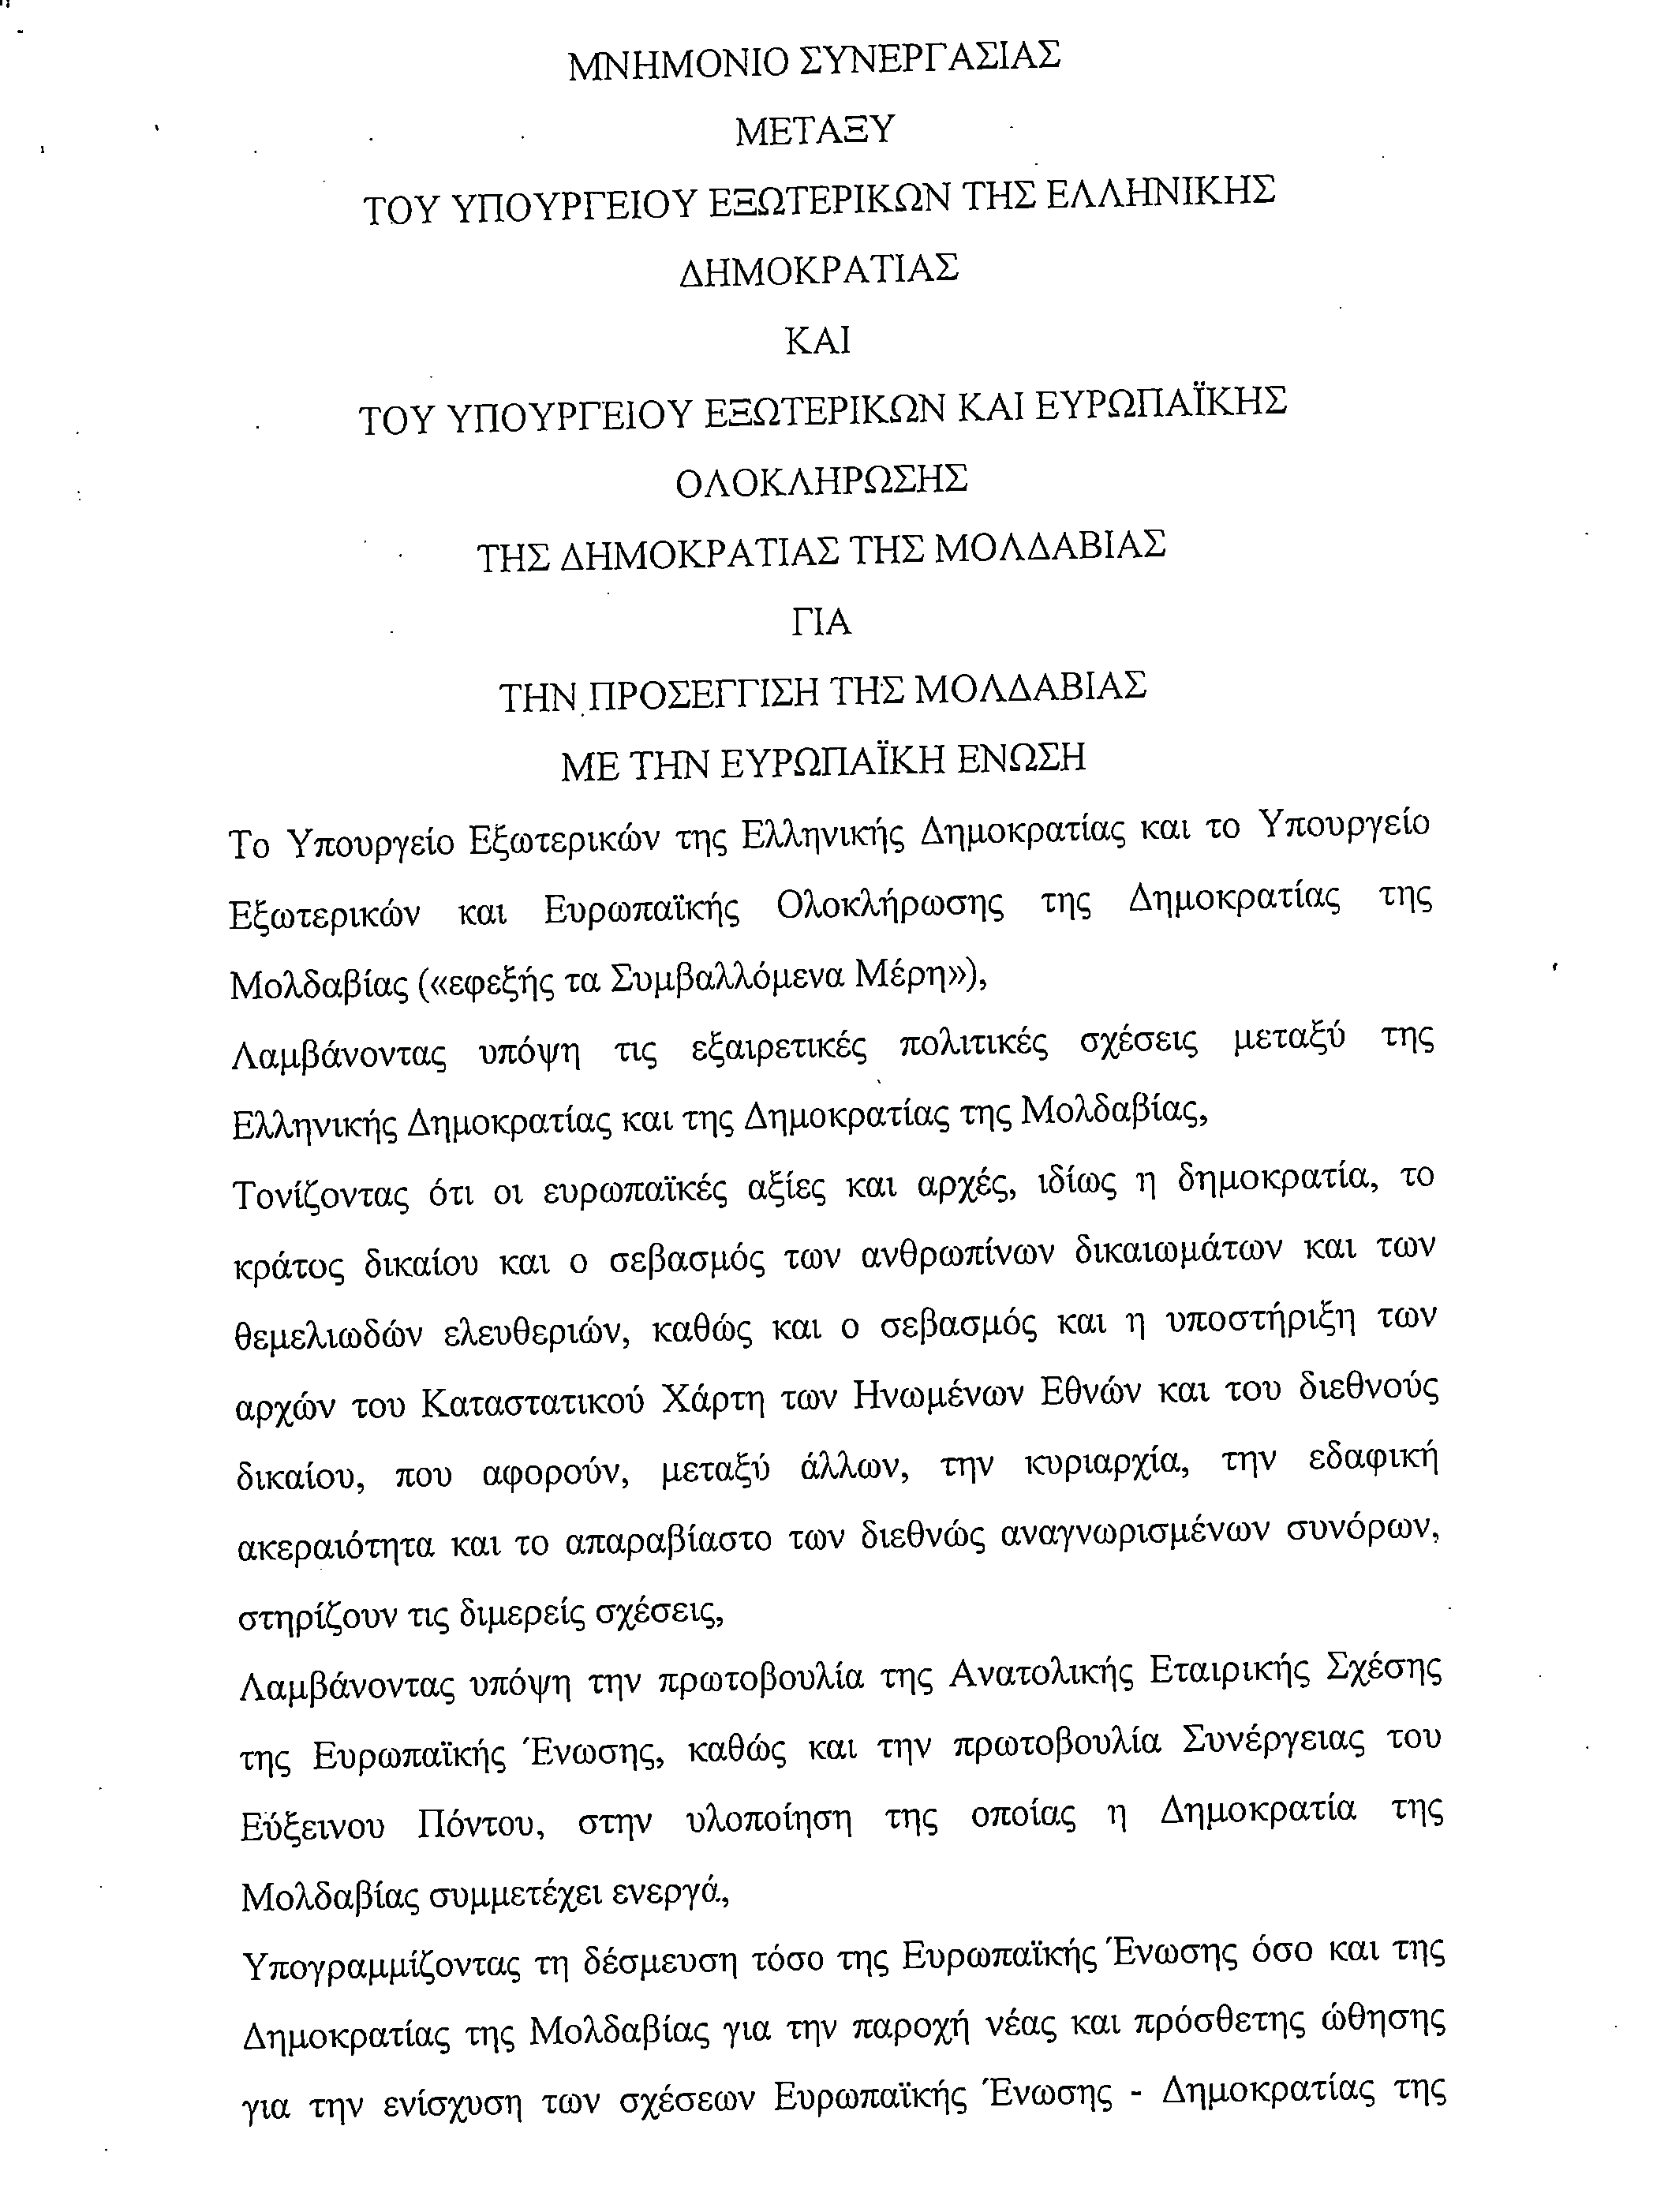 ΜΝΗΜΟΝΙΟ ΣΥΝΕΡΓΑΣΙΑΣ
ΜΕΤΑΞΥ
ΤΟΥ ΥΠΟΥΡΓΕΙΟΥ ΕΞΩΤΕΡΙΚΩΝ ΤΗΣ ΕΛΛΗΝΙΚΗΣ
ΔΗΜΟΚΡΑΤΙΑΣ
ΚΑΙ
ΤΟΥ ΥΠΟΥΡΓΕΙΟΥ ΕΞΩΤΕΡΙΚΩΝ ΚΑΙ ΕΥΡΩΠΑΪΚΗΣ
ΟΛΟΚΛΗΡΩΣΗΣ
ΤΗΣ ΔΗΜΟΚΡΑΤΙΑΣ ΤΗΣ ΜΟΛΔΑΒΙΑΣ
ΓΙΑ
ΤΗΝ ΠΡΟΣΕΓΓΙΣΗ ΤΗΣ ΜΟΛΔΑΒΙΑΣ
ΜΕ ΤΗΝ ΕΥΡΩΠΑΪΚΗ ΕΝΩΣΗ
Το Υπουργείο Εξωτερικών της Ελληνικής Δημοκρατίας και το Υπουργείο
Εξωτερικών και Ευρωπαϊκής Ολοκλήρωσης της Δημοκρατίας της
Μολδαβίας («εφεξής τα Συμβαλλόμενα Μέρη»),
Λαμβάνοντας υπόψη τις εξαιρετικές πολιτικές σχέσεις μεταξύ της
Ελληνικής Δημοκρατίας και της Δημοκρατίας της Μολδαβίας,
Τονίζοντας ότι οι ευρωπαϊκές αξίες και αρχές, ιδίως η δημοκρατία, το
κράτος δικαίου και ο σεβασμός των ανθρωπίνων δικαιωμάτων και των
θεμελιωδών ελευθεριών, καθώς και ο σεβασμός και η υποστήριξη των
αρχών του Καταστατικού Χάρτη των Ηνωμένων Εθνών και του διεθνούς
δικαίου, που αφορούν, μεταξύ άλλων, την κυριαρχία, την εδαφική
ακεραιότητα και το απαραβίαστο των διεθνώς αναγνωρισμένων συνόρων,
στηρίζουν τις διμερείς σχέσεις,
Λαμβάνοντας υπόψη την πρωτοβουλία της Ανατολικής Εταιρικής Σχέσης
της Ευρωπαϊκής Ένωσης, καθώς και την πρωτοβουλία Συνέργειας του
Εύξεινου Πόντου, στην υλοποίηση της οποίας η Δημοκρατία της
Μολδαβίας συμμετέχει ενεργά,
Υπογραμμίζοντας τη δέσμευση τόσο της Ευρωπαϊκής Ένωσης όσο και της
Δημοκρατίας της Μολδαβίας για την παροχή νέας και πρόσθετης ώθησης
για την ενίσχυση των σχέσεων Ευρωπαϊκής Ένωσης - Δημοκρατίας της